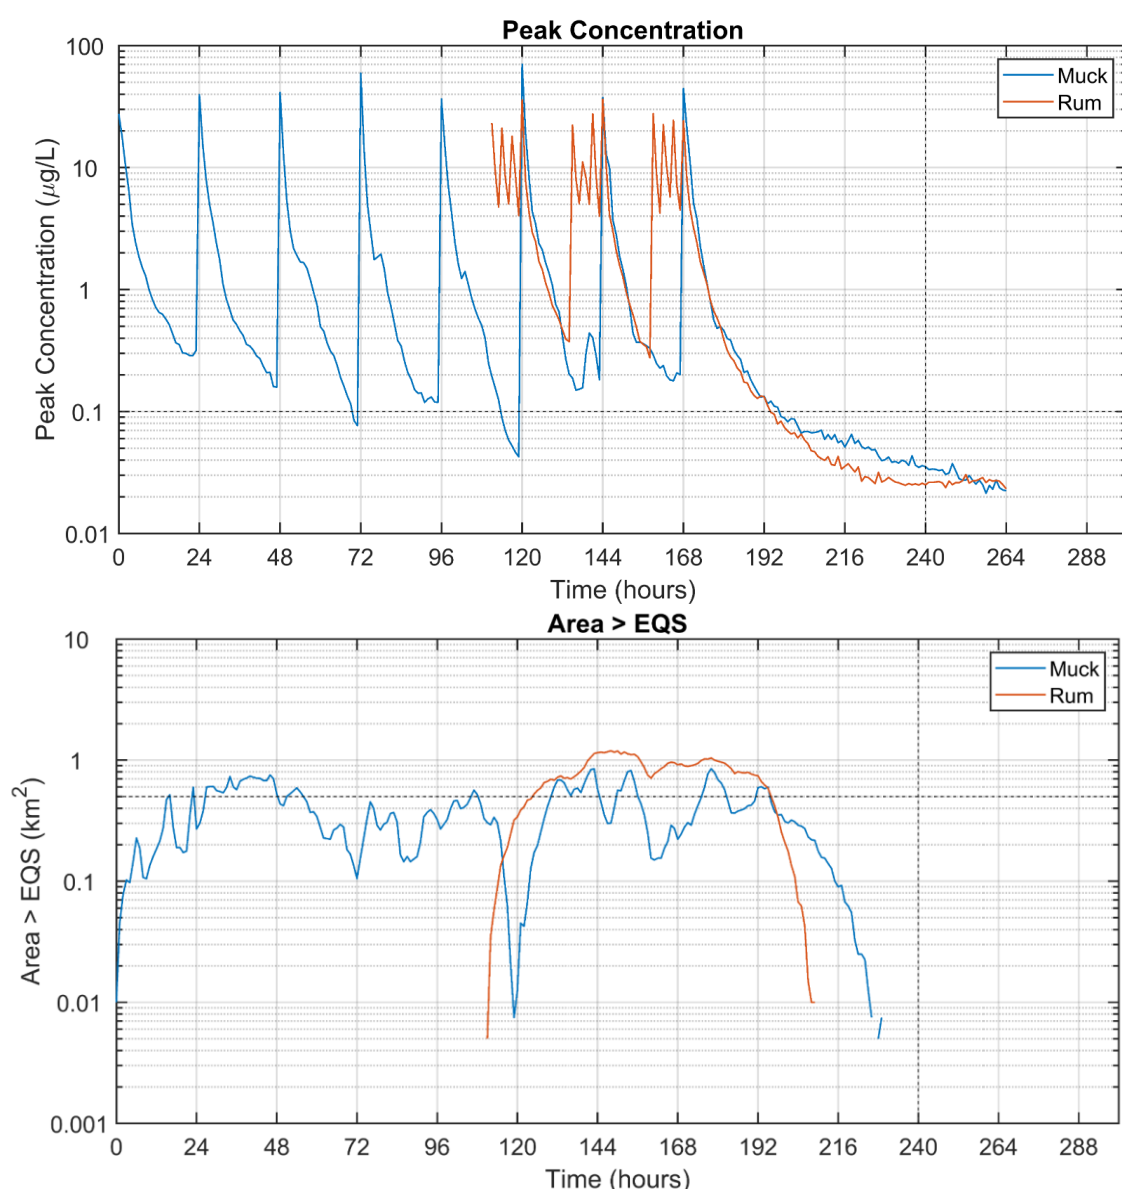 Peak Concentration
100
10
1
0.1
0.01
Peak Concentration (μg/L)
Muck
Rum
0 24 48 72 96 120 144 168 192 216 240 264 288
Time (hours)
Area > EQS
10
1
0.1
0.01
0.001
Area > EQS (km²)
Muck
Rum
0 24 48 72 96 120 144 168 192 216 240 264 288
Time (hours)